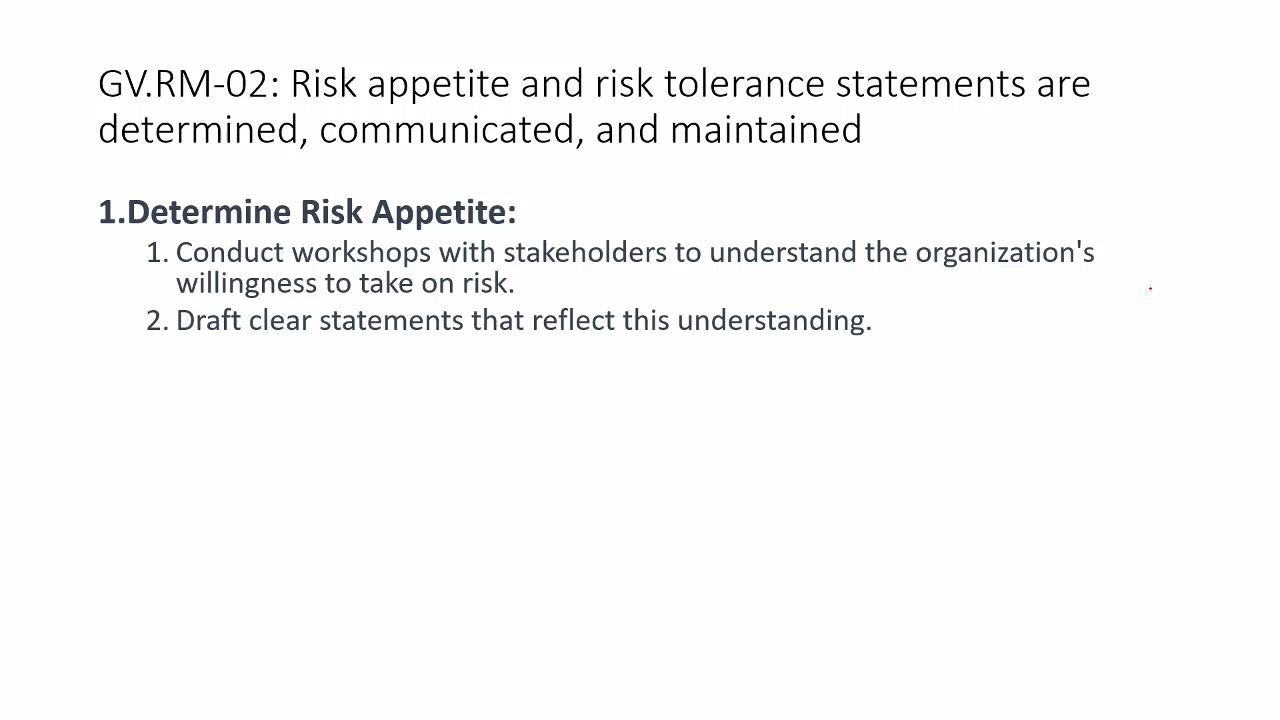 GV.RM-02: Risk appetite and risk tolerance statements are
determined, communicated, and maintained
1.Determine Risk Appetite:
1. Conduct workshops with stakeholders to understand the organization's
willingness to take on risk.
2. Draft clear statements that reflect this understanding.